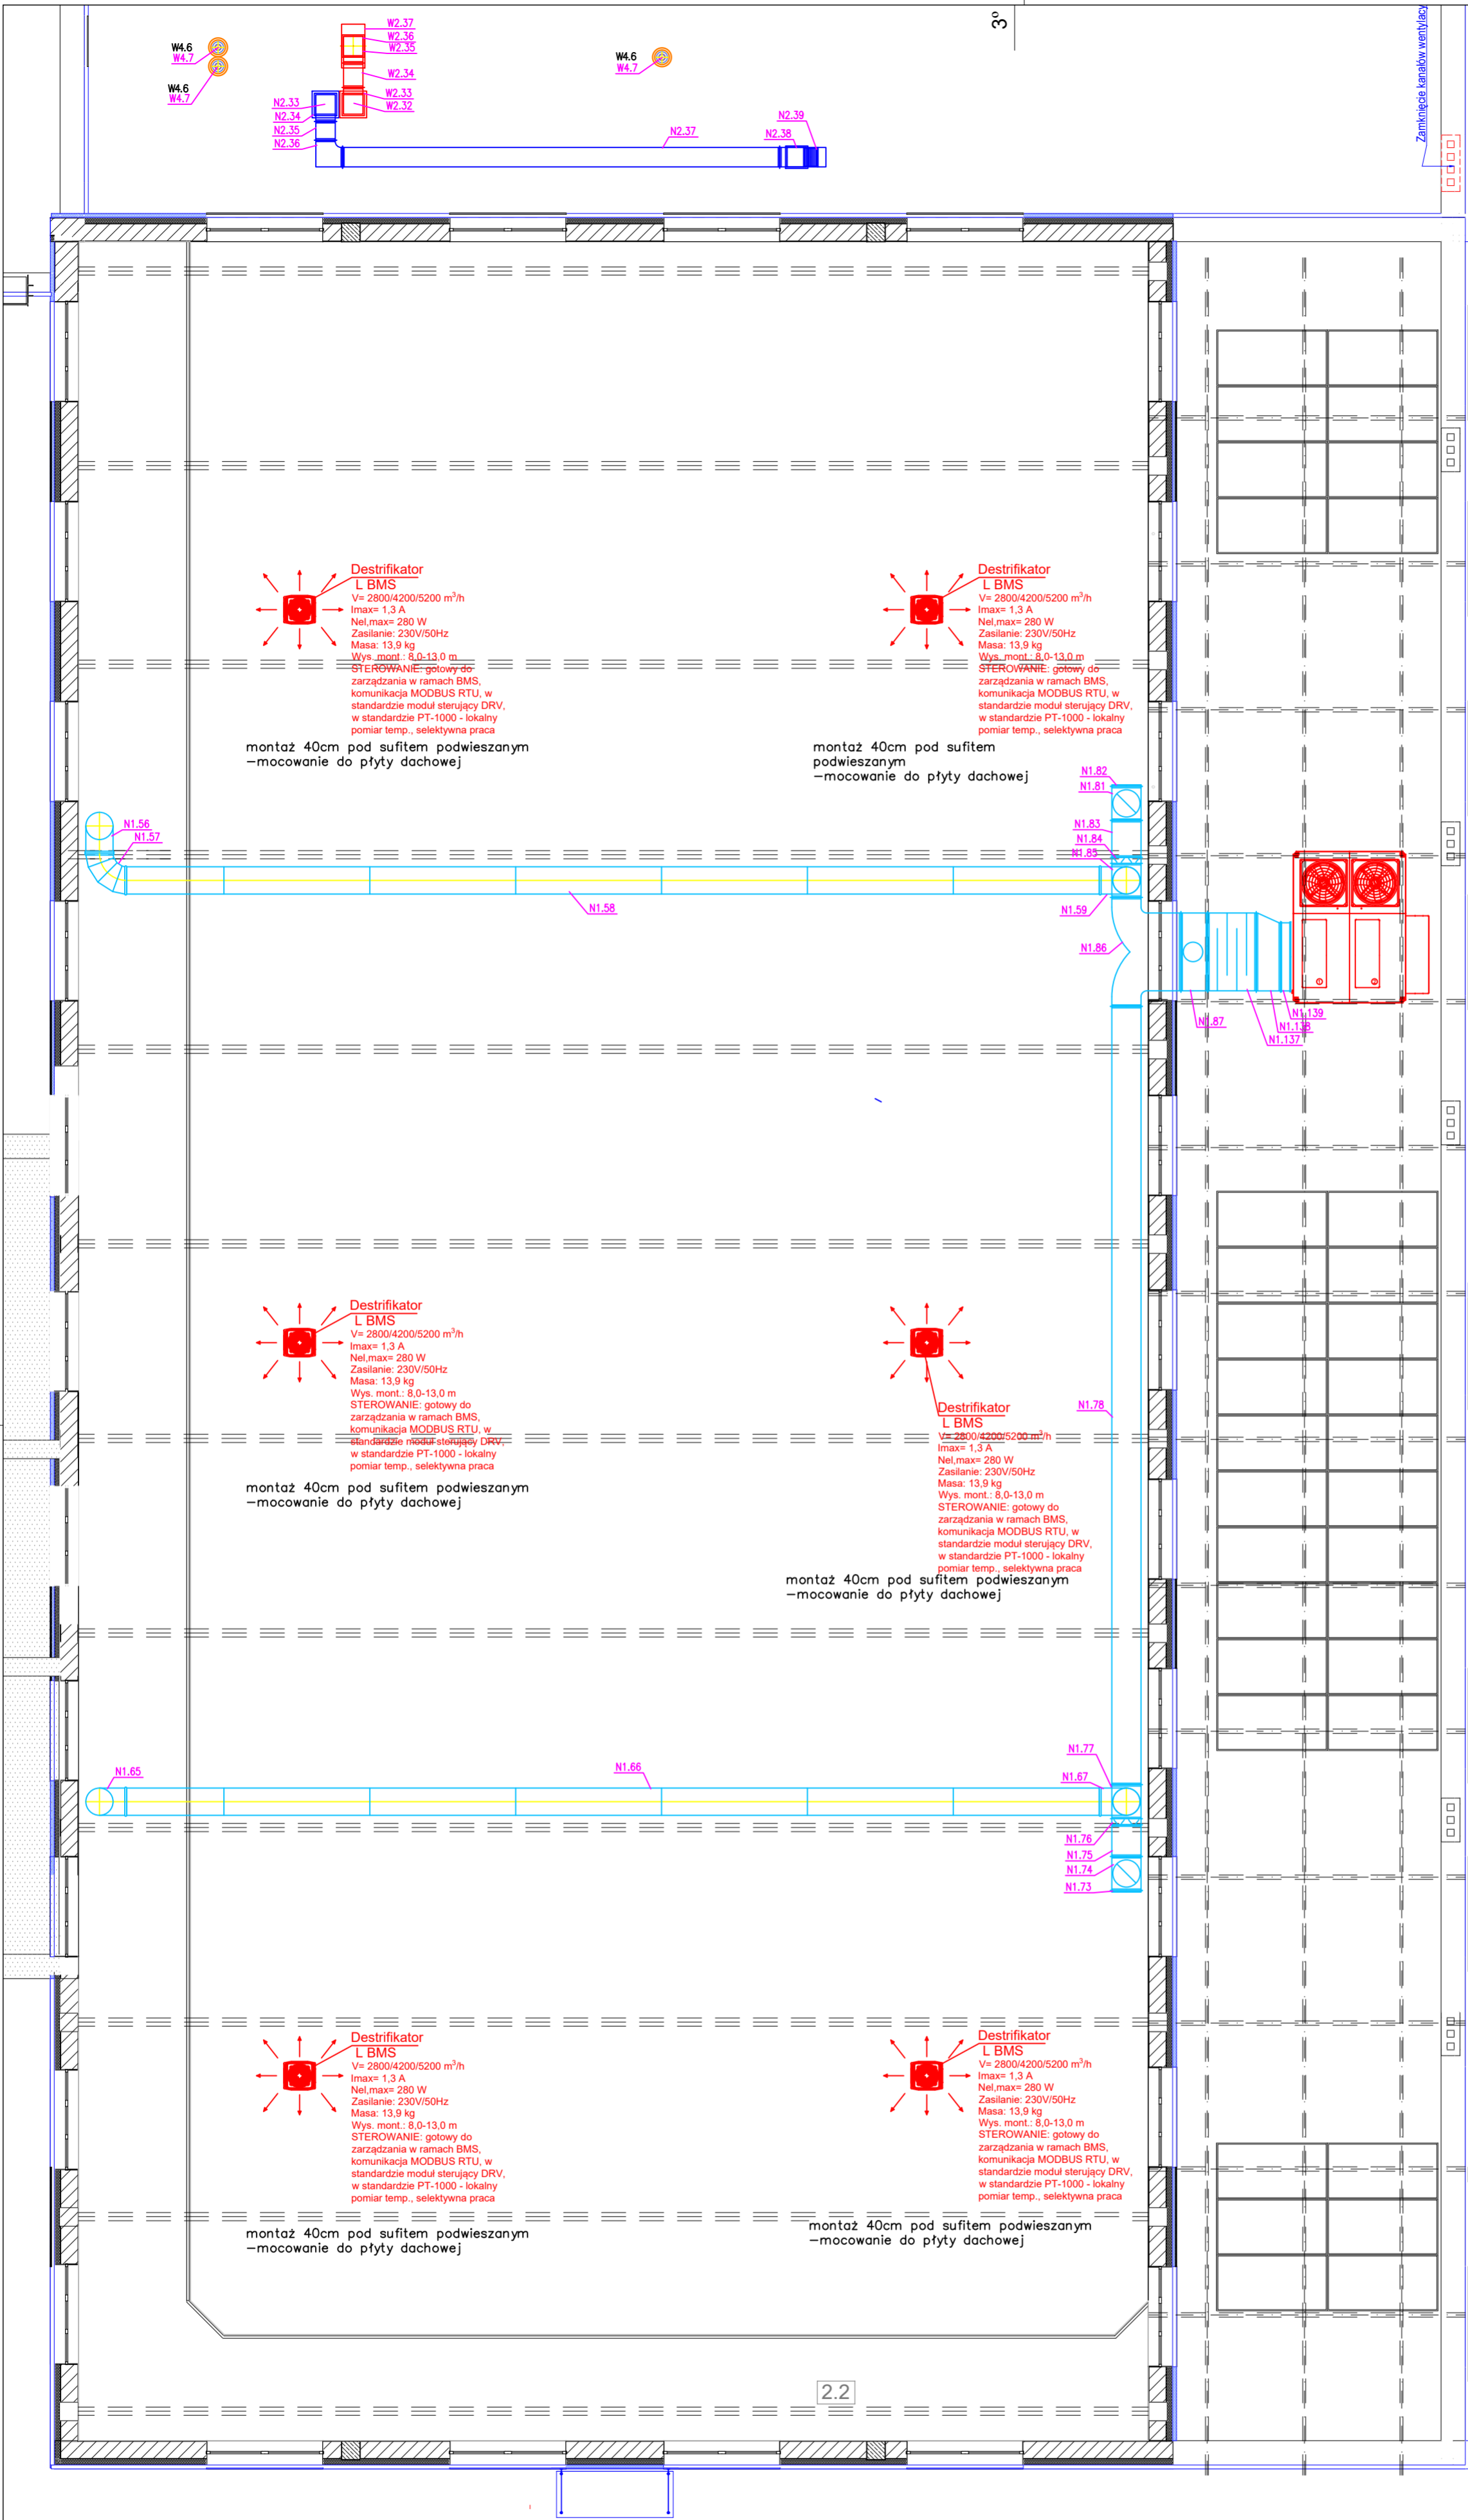 3º
Zamknięcie kanałów wentylacy
W4.6
W4.7
W4.6
W4.7
W2.37
W2.36
W2.35
W2.34
W2.33
W2.32
N2.33
N2.34
N2.35
N2.36
W4.6
W4.7
N2.37
N2.38
N2.39
Destrifikator
L BMS
V= 2800/4200/5200 m³/h
Imax= 1,3 A
Nel,max= 280 W
Zasilanie: 230V/50Hz
Masa: 13,9 kg
Wys. mont.: 8,0-13,0 m
STEROWANIE: gotowy do
zarządzania w ramach BMS,
komunikacja MODBUS RTU, w
standardzie moduł sterujący DRV,
w standardzie PT-1000 - lokalny
pomiar temp., selektywna praca
montaż 40cm pod sufitem podwieszanym
–mocowanie do płyty dachowej
Destrifikator
L BMS
V= 2800/4200/5200 m³/h
Imax= 1,3 A
Nel,max= 280 W
Zasilanie: 230V/50Hz
Masa: 13,9 kg
Wys. mont.: 8,0-13,0 m
STEROWANIE: gotowy do
zarządzania w ramach BMS,
komunikacja MODBUS RTU, w
standardzie moduł sterujący DRV,
w standardzie PT-1000 - lokalny
pomiar temp., selektywna praca
montaż 40cm pod sufitem
podwieszanym
–mocowanie do płyty dachowej
N1.82
N1.81
N1.83
N1.84
N1.85
N1.56
N1.57
N1.58
N1.59
N1.86
N1.87
N1.139
N1.138
N1.137
Destrifikator
L BMS
V= 2800/4200/5200 m³/h
Imax= 1,3 A
Nel,max= 280 W
Zasilanie: 230V/50Hz
Masa: 13,9 kg
Wys. mont.: 8,0-13,0 m
STEROWANIE: gotowy do
zarządzania w ramach BMS,
komunikacja MODBUS RTU, w
standardzie moduł sterujący DRV,
w standardzie PT-1000 - lokalny
pomiar temp., selektywna praca
montaż 40cm pod sufitem podwieszanym
–mocowanie do płyty dachowej
N1.78
Destrifikator
L BMS
V= 2800/4200/5200 m³/h
Imax= 1,3 A
Nel,max= 280 W
Zasilanie: 230V/50Hz
Masa: 13,9 kg
Wys. mont.: 8,0-13,0 m
STEROWANIE: gotowy do
zarządzania w ramach BMS,
komunikacja MODBUS RTU, w
standardzie moduł sterujący DRV,
w standardzie PT-1000 - lokalny
pomiar temp., selektywna praca
montaż 40cm pod sufitem podwieszanym
–mocowanie do płyty dachowej
N1.65
N1.66
N1.77
N1.67
N1.76
N1.75
N1.74
N1.73
Destrifikator
L BMS
V= 2800/4200/5200 m³/h
Imax= 1,3 A
Nel,max= 280 W
Zasilanie: 230V/50Hz
Masa: 13,9 kg
Wys. mont.: 8,0-13,0 m
STEROWANIE: gotowy do
zarządzania w ramach BMS,
komunikacja MODBUS RTU, w
standardzie moduł sterujący DRV,
w standardzie PT-1000 - lokalny
pomiar temp., selektywna praca
montaż 40cm pod sufitem podwieszanym
–mocowanie do płyty dachowej
Destrifikator
L BMS
V= 2800/4200/5200 m³/h
Imax= 1,3 A
Nel,max= 280 W
Zasilanie: 230V/50Hz
Masa: 13,9 kg
Wys. mont.: 8,0-13,0 m
STEROWANIE: gotowy do
zarządzania w ramach BMS,
komunikacja MODBUS RTU, w
standardzie moduł sterujący DRV,
w standardzie PT-1000 - lokalny
pomiar temp., selektywna praca
montaż 40cm pod sufitem podwieszanym
–mocowanie do płyty dachowej
2.2